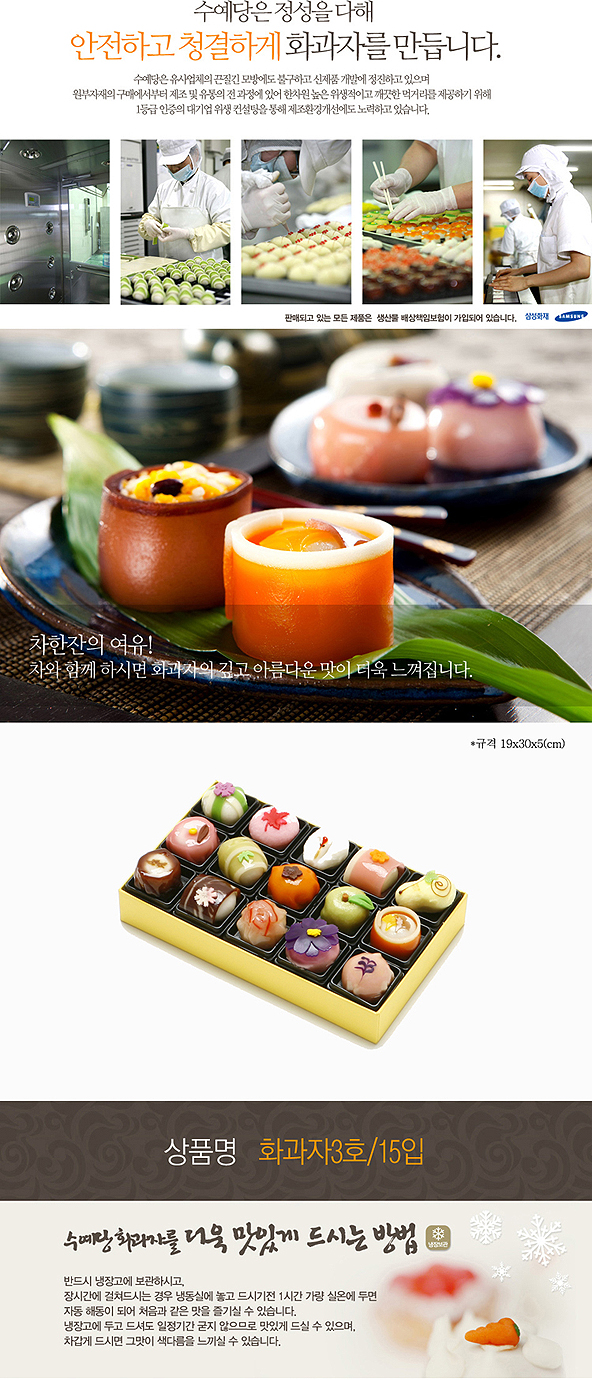 수예당은 정성을 다해
안전하고 청결하게 화과자를 만듭니다.
수예당은 유사업체의 끈질긴 모방에도 불구하고 신제품 개발에 정진하고 있으며
원부자재의 구매에서부터 제조 및 유통의 전 과정에 있어 한차원 높은 위생적이고 깨끗한 먹거리를 제공하기 위해
1등급 인증의 대기업 위생 컨설팅을 통해 제조환경개선에도 노력하고 있습니다.
판매되고 있는 모든 제품은 생산물 배상책임보험이 가입되어 있습니다. 삼성화재 SAMSUNG
차한잔의 여유!
차와 함께 하시면 화과자의 깊고 아름다운 맛이 더욱 느껴집니다.
*규격 19x30x5(cm)
상품명 화과자3호/15입
수예당 화과자를 더욱 맛있게 드시는 방법 냉장보관
반드시 냉장고에 보관하시고,
장시간에 걸쳐드시는 경우 냉동실에 놓고 드시기전 1시간 가량 실온에 두면
자동 해동이 되어 처음과 같은 맛을 즐기실 수 있습니다.
냉장고에 두고 드셔도 일정기간 굳지 않으므로 맛있게 드실 수 있으며,
차갑게 드시면 그맛이 색다름을 느끼실 수 있습니다.